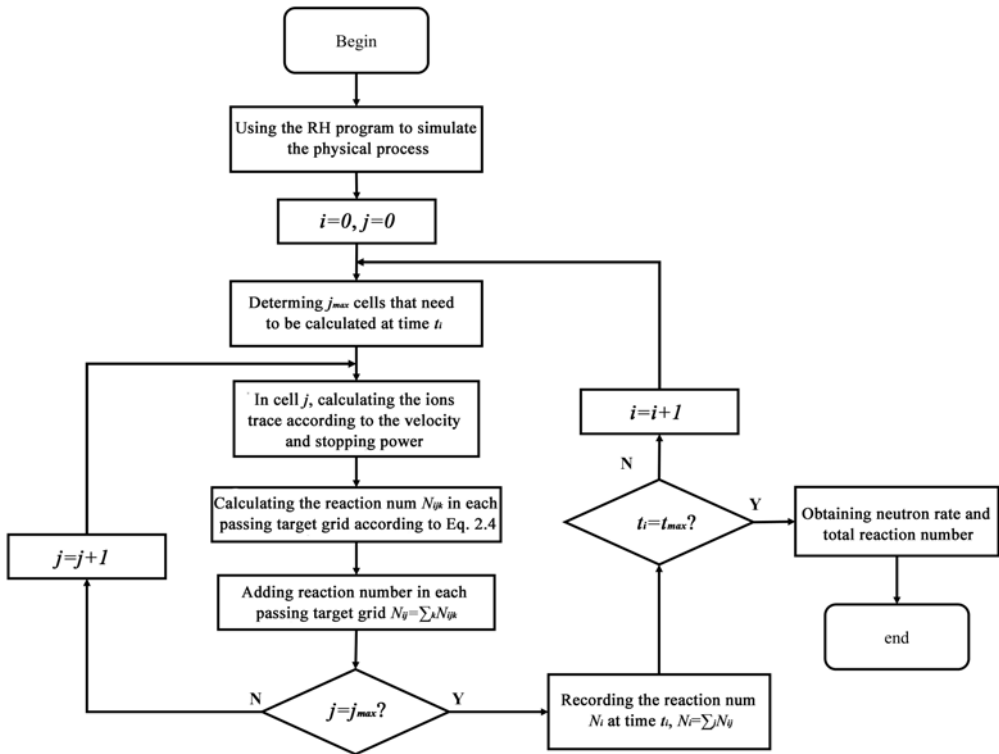 Begin
Using the RH program to simulate
the physical process
i=0, j=0
Determing jmax cells that need
to be calculated at time ti
In cell j, calculating the ions
trace according to the velocity
and stopping power
Calculating the reaction num Nijk in each
passing target grid according to Eq. 2.4
Adding reaction number in each
passing target grid Nij=∑kNijk
j=jmax?
N
Y
j=j+1
Recording the reaction num
Ni at time ti, Ni=∑jNij
ti=tmax?
N
Y
i=i+1
Obtaining neutron rate and
total reaction number
end